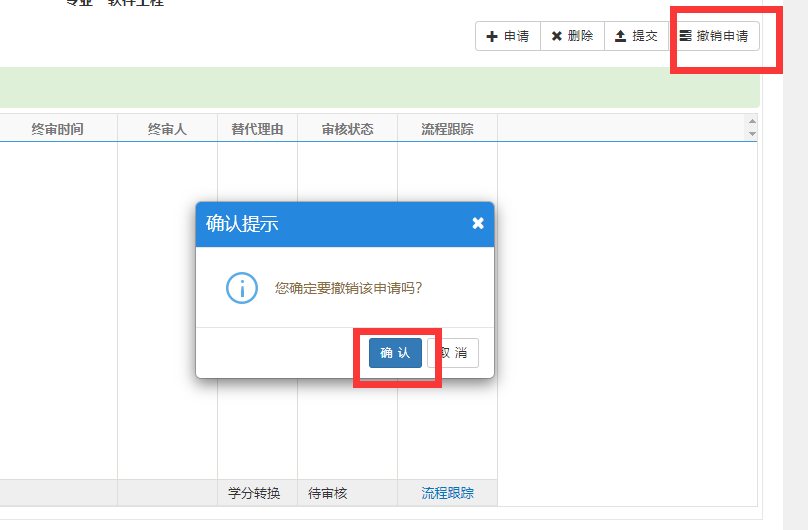 专业 软件工程
申请 删除 提交 撤销申请
终审时间 终审人 替代理由 审核状态 流程跟踪
确认提示
您确定要撤销该申请吗?
确 认 取 消
学分转换 待审核 流程跟踪